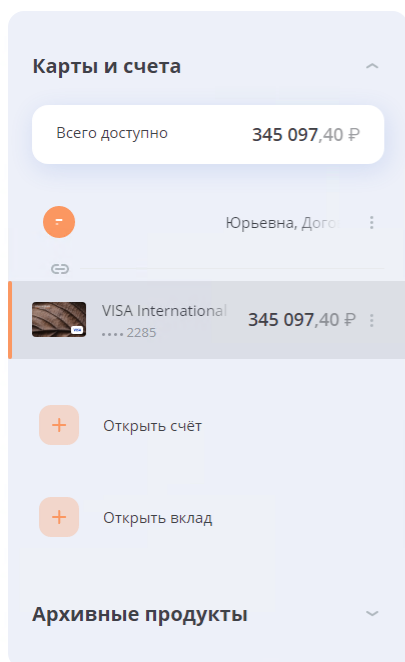 Карты и счета
Всего доступно 345 097,40 ₽
Юрьевна, Дого
VISA International 345 097,40 ₽
•••• 2285
Открыть счёт
Открыть вклад
Архивные продукты